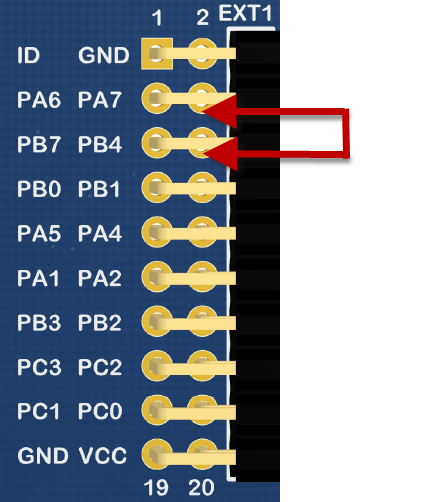 1 2 EXT1
ID GND
PA6 PA7
PB7 PB4
PB0 PB1
PA5 PA4
PA1 PA2
PB3 PB2
PC3 PC2
PC1 PC0
GND VCC
19 20